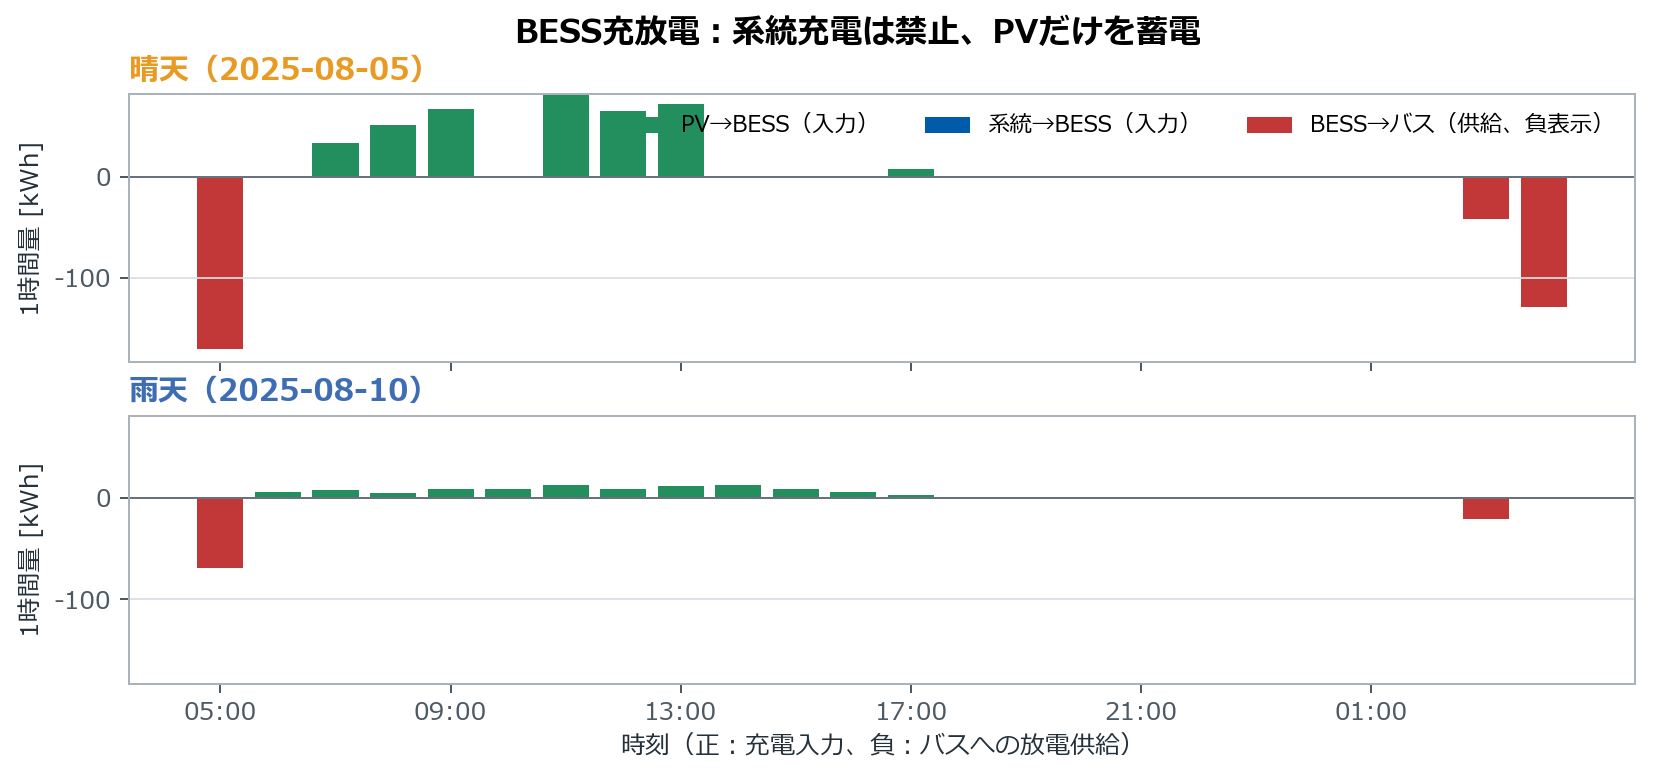 BESS充放電：系統充電は禁止、PVだけを蓄電
晴天（2025-08-05）
PV→BESS（入力）
系統→BESS（入力）
BESS→バス（供給、負表示）
1時間量 [kWh]
0
-100
雨天（2025-08-10）
1時間量 [kWh]
0
-100
05:00
09:00
13:00
17:00
21:00
01:00
時刻（正：充電入力、負：バスへの放電供給）